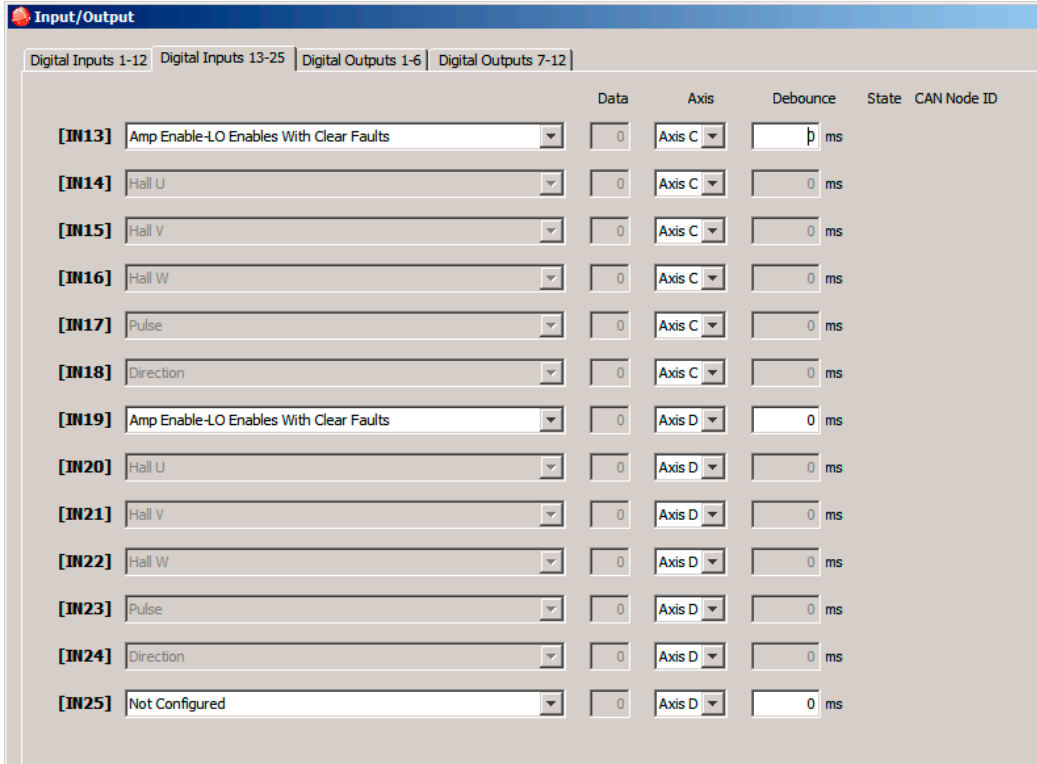 Input/Output
Digital Inputs 1-12 Digital Inputs 13-25 Digital Outputs 1-6 Digital Outputs 7-12
Data Axis Debounce State CAN Node ID
[IN13] Amp Enable-LO Enables With Clear Faults 0 Axis C 0 ms
[IN14] Hall U 0 Axis C 0 ms
[IN15] Hall V 0 Axis C 0 ms
[IN16] Hall W 0 Axis C 0 ms
[IN17] Pulse 0 Axis C 0 ms
[IN18] Direction 0 Axis C 0 ms
[IN19] Amp Enable-LO Enables With Clear Faults 0 Axis D 0 ms
[IN20] Hall U 0 Axis D 0 ms
[IN21] Hall V 0 Axis D 0 ms
[IN22] Hall W 0 Axis D 0 ms
[IN23] Pulse 0 Axis D 0 ms
[IN24] Direction 0 Axis D 0 ms
[IN25] Not Configured 0 Axis D 0 ms